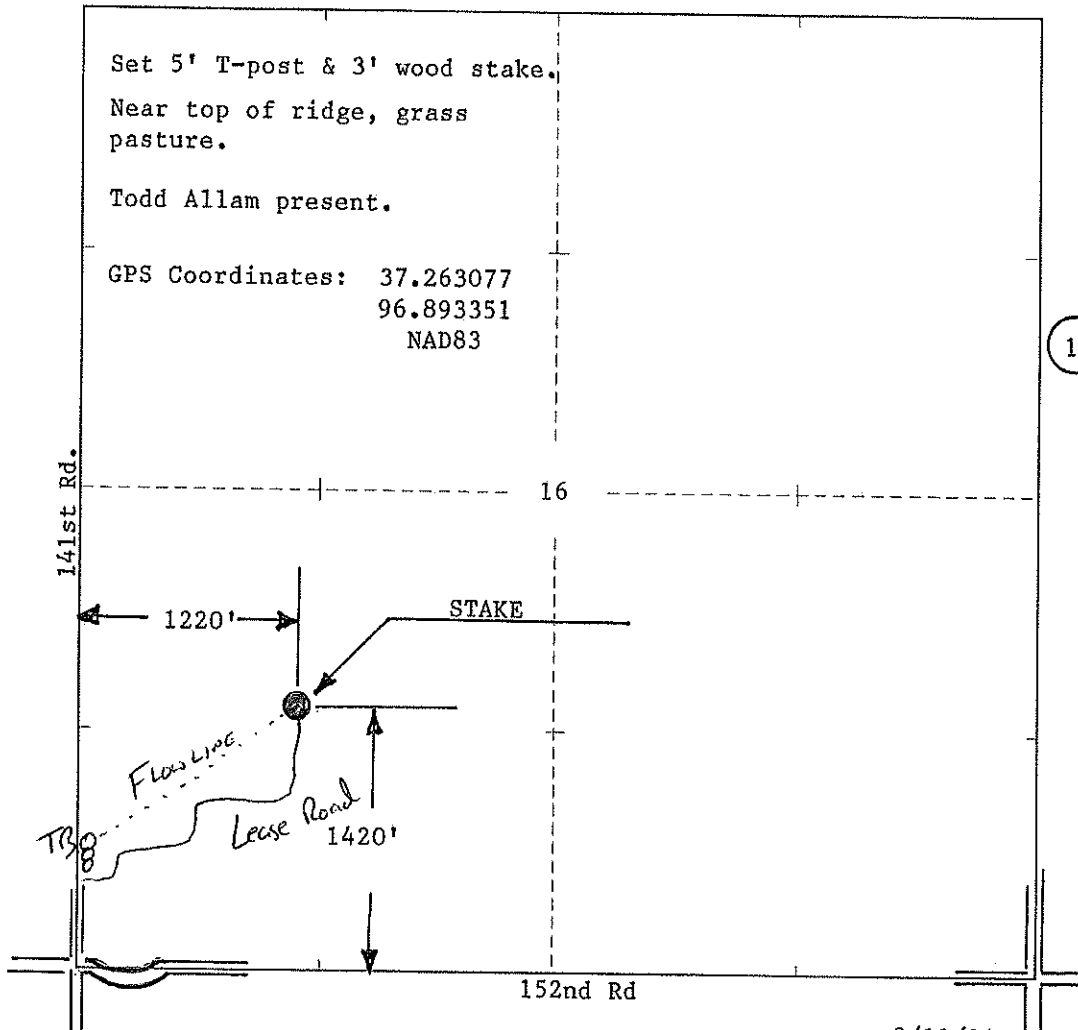 Set 5' T-post & 3' wood stake.
Near top of ridge, grass
pasture.
Todd Allam present.
GPS Coordinates: 37.263077
96.893351
NAD83
1
141st Rd.
16
1220'
STAKE
Flowline
Lease Road
TB
1420'
152nd Rd